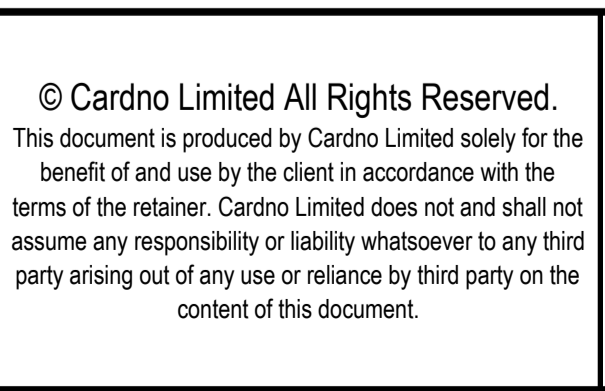 © Cardno Limited All Rights Reserved.
This document is produced by Cardno Limited solely for the
benefit of and use by the client in accordance with the
terms of the retainer. Cardno Limited does not and shall not
assume any responsibility or liability whatsoever to any third
party arising out of any use or reliance by third party on the
content of this document.